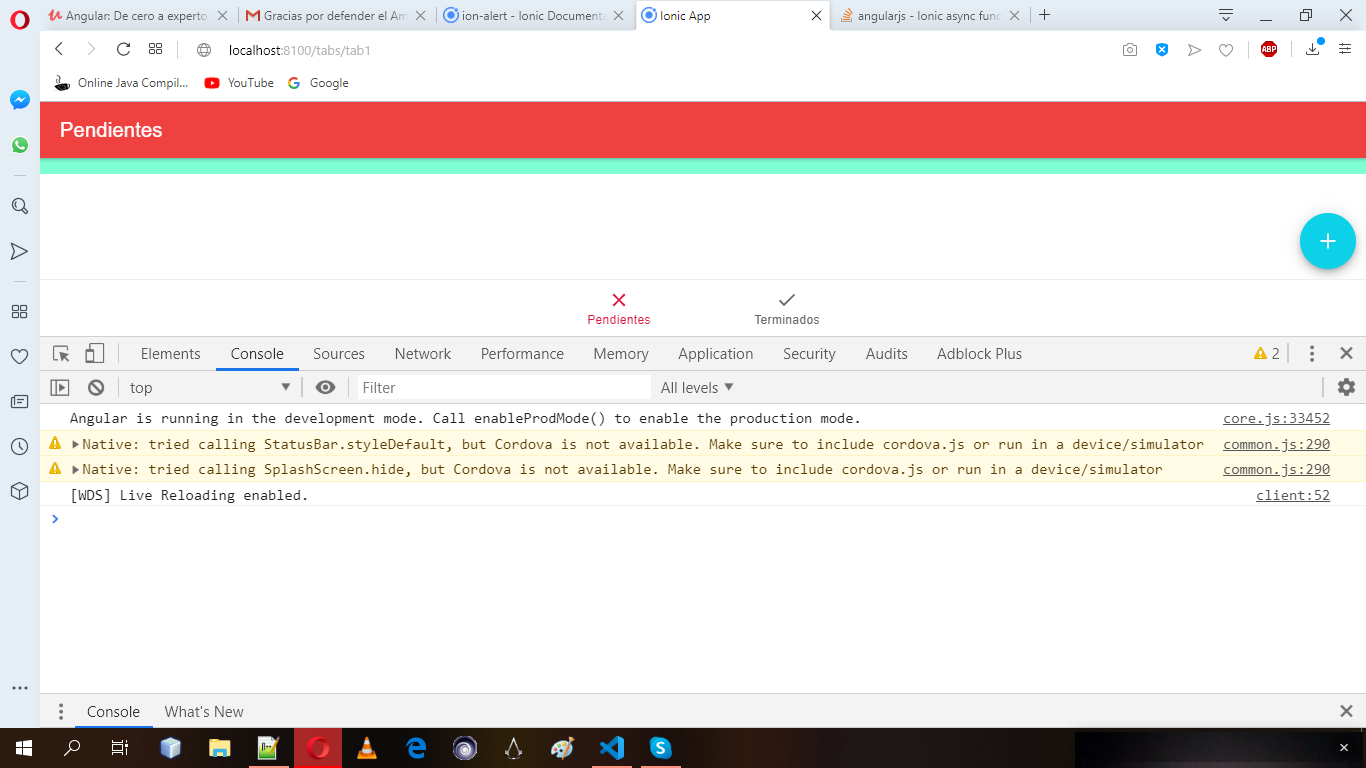 Angular: De cero a experto
Gracias por defender el Am
ion-alert - Ionic Documenta
Ionic App
angularjs - Ionic async func
localhost:8100/tabs/tab1
ABP
Online Java Compil...
YouTube
Google
Pendientes
Pendientes
Terminados
Elements
Console
Sources
Network
Performance
Memory
Application
Security
Audits
Adblock Plus
2
top
Filter
All levels
Angular is running in the development mode. Call enableProdMode() to enable the production mode. core.js:33452
Native: tried calling StatusBar.styleDefault, but Cordova is not available. Make sure to include cordova.js or run in a device/simulator common.js:290
Native: tried calling SplashScreen.hide, but Cordova is not available. Make sure to include cordova.js or run in a device/simulator common.js:290
[WDS] Live Reloading enabled. client:52
Console
What's New